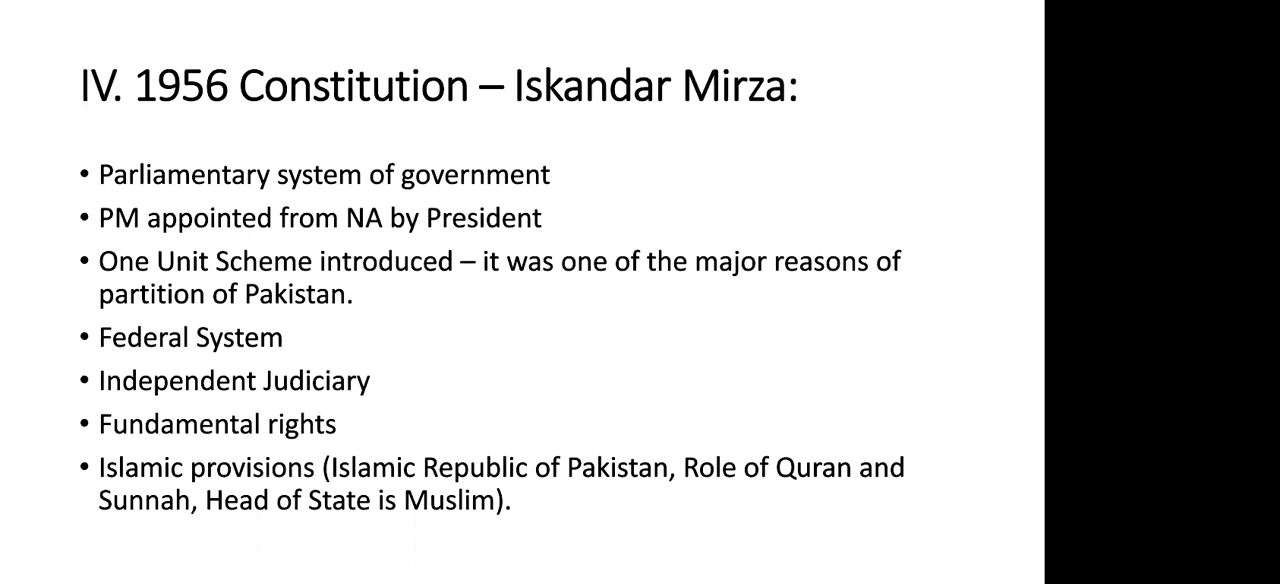 IV. 1956 Constitution – Iskandar Mirza:
• Parliamentary system of government
• PM appointed from NA by President
• One Unit Scheme introduced – it was one of the major reasons of
partition of Pakistan.
• Federal System
• Independent Judiciary
• Fundamental rights
• Islamic provisions (Islamic Republic of Pakistan, Role of Quran and
Sunnah, Head of State is Muslim).